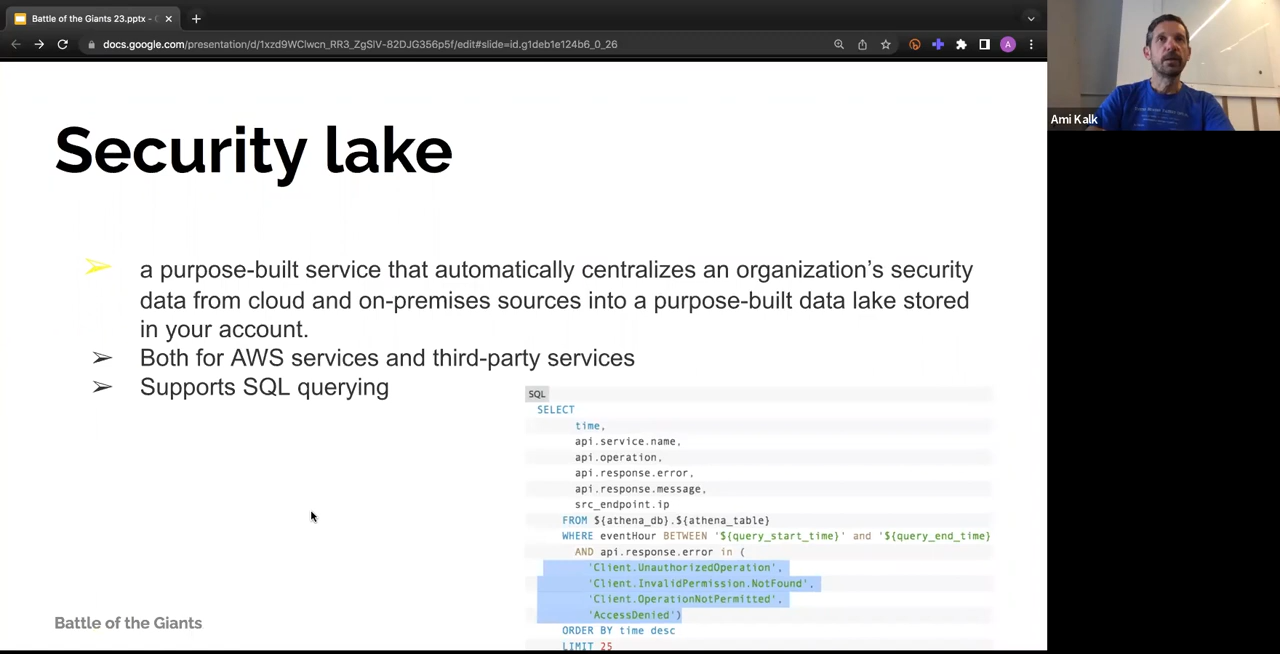 Battle of the Giants 23.pptx -
docs.google.com/presentation/d/1xzd9WClwcn_RR3_ZgSlV-82DJG356p5f/edit#slide=id.g1deb1e124b6_0_26
A
Ami Kalk
Security lake
➢ a purpose-built service that automatically centralizes an organization’s security
data from cloud and on-premises sources into a purpose-built data lake stored
in your account.
➢ Both for AWS services and third-party services
➢ Supports SQL querying
SQL
SELECT
time,
api.service.name,
api.operation,
api.response.error,
api.response.message,
src_endpoint.ip
FROM ${athena_db}.${athena_table}
WHERE eventHour BETWEEN '${query_start_time}' and '${query_end_time}
AND api.response.error in (
'Client.UnauthorizedOperation',
'Client.InvalidPermission.NotFound',
'Client.OperationNotPermitted',
'AccessDenied')
ORDER BY time desc
LIMIT 25
Battle of the Giants